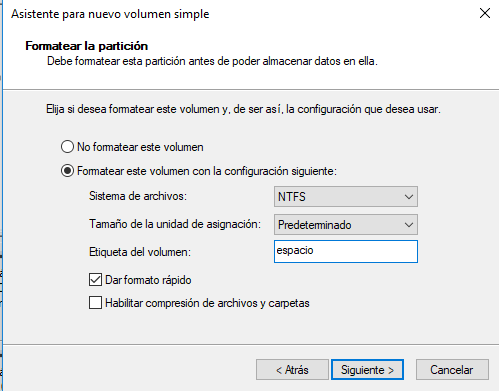 Asistente para nuevo volumen simple
Formatear la partición
Debe formatear esta partición antes de poder almacenar datos en ella.
Elija si desea formatear este volumen y, de ser así, la configuración que desea usar.
No formatear este volumen
Formatear este volumen con la configuración siguiente:
Sistema de archivos: NTFS
Tamaño de la unidad de asignación: Predeterminado
Etiqueta del volumen: espacio
Dar formato rápido
Habilitar compresión de archivos y carpetas
< Atrás Siguiente > Cancelar